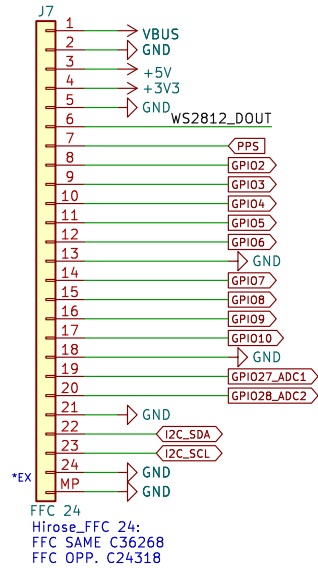 J7
1 VBUS
2 GND
3 +5V
4 +3V3
5 GND
6 WS2812_DOUT
7 PPS
8 GPIO2
9 GPIO3
10 GPIO4
11 GPIO5
12 GPIO6
13 GND
14 GPIO7
15 GPIO8
16 GPIO9
17 GPIO10
18 GND
19 GPIO27_ADC1
20 GPIO28_ADC2
21 GND
22 I2C_SDA
23 I2C_SCL
24 GND
*EX MP GND
FFC 24
Hirose_FFC 24:
FFC SAME C36268
FFC OPP. C24318